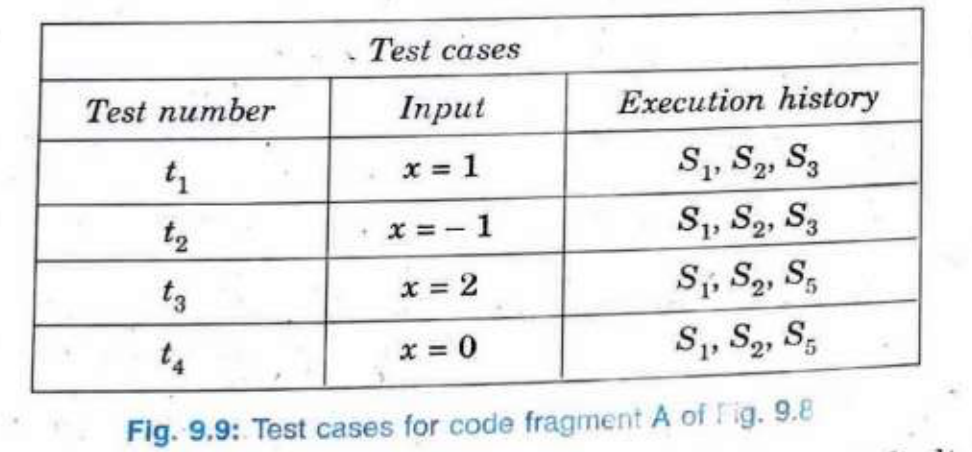 Test cases
Test number Input Execution history
t₁ x = 1 S₁, S₂, S₃
t₂ x = – 1 S₁, S₂, S₃
t₃ x = 2 S₁, S₂, S₅
t₄ x = 0 S₁, S₂, S₅
Fig. 9.9: Test cases for code fragment A of Fig. 9.8